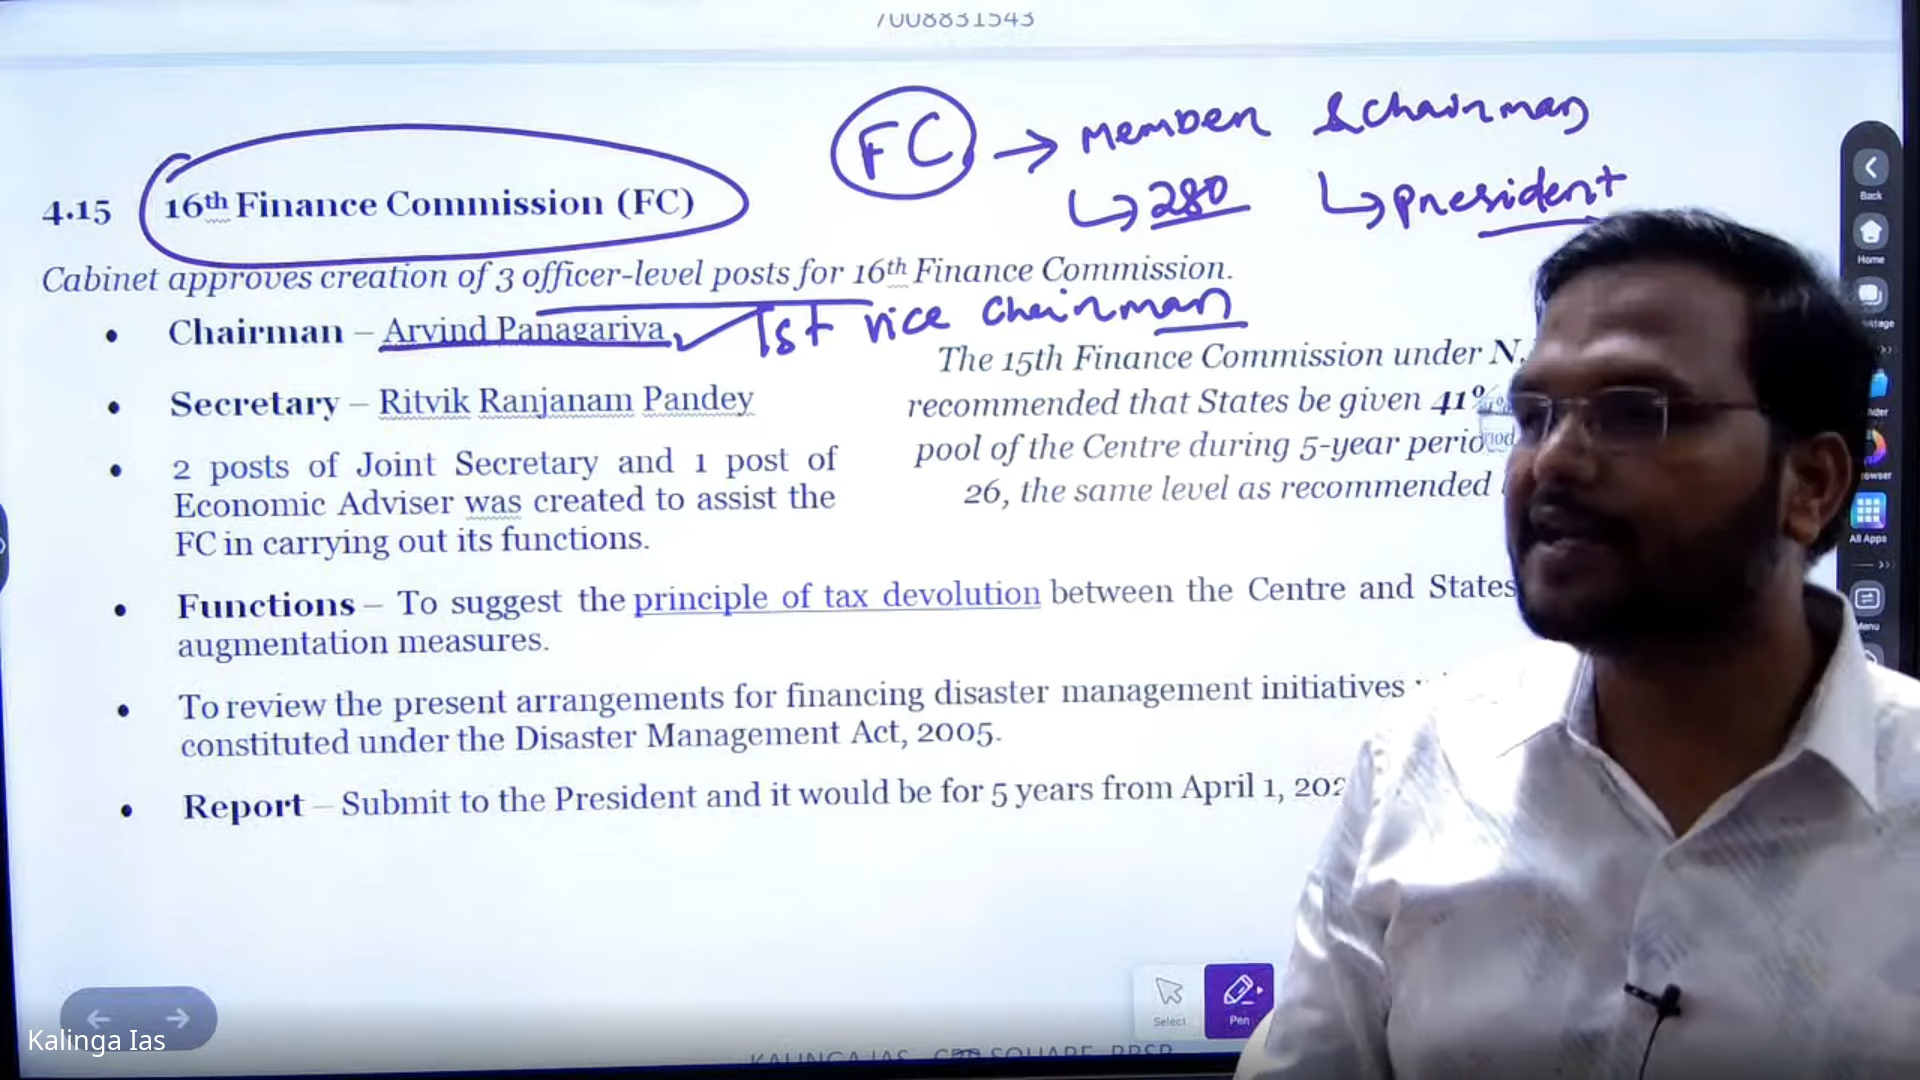 7008831543
FC → Member & chairman
↳ 280 ↳ president
4.15 16th Finance Commission (FC)
Cabinet approves creation of 3 officer-level posts for 16th Finance Commission.
• Chairman – Arvind Panagariya 1st vice chairman
The 15th Finance Commission under N.
• Secretary – Ritvik Ranjanam Pandey
recommended that States be given 41%
pool of the Centre during 5-year period
26, the same level as recommended
• 2 posts of Joint Secretary and 1 post of
Economic Adviser was created to assist the
FC in carrying out its functions.
• Functions – To suggest the principle of tax devolution between the Centre and States
augmentation measures.
• To review the present arrangements for financing disaster management initiatives
constituted under the Disaster Management Act, 2005.
• Report – Submit to the President and it would be for 5 years from April 1, 202
Back
Home
All Apps
Menu
Select
Pen
Kalinga Ias